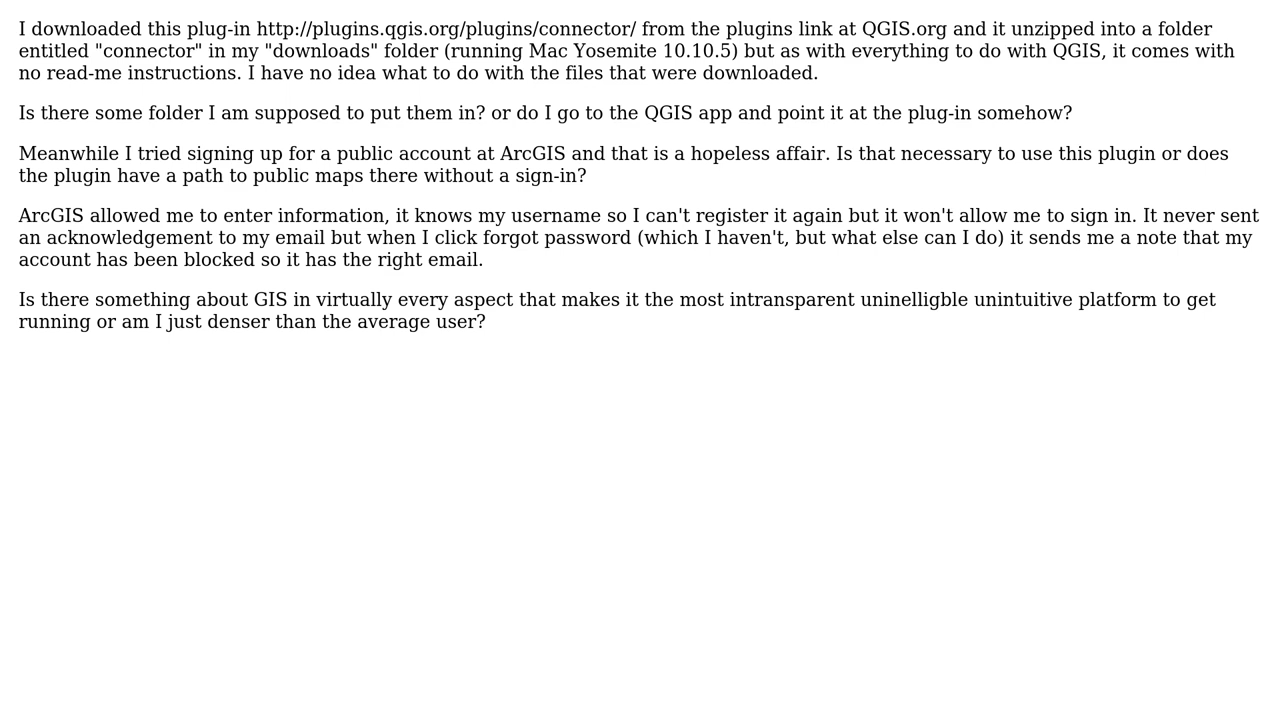 I downloaded this plug-in http://plugins.qgis.org/plugins/connector/ from the plugins link at QGIS.org and it unzipped into a folder
entitled "connector" in my "downloads" folder (running Mac Yosemite 10.10.5) but as with everything to do with QGIS, it comes with
no read-me instructions. I have no idea what to do with the files that were downloaded.
Is there some folder I am supposed to put them in? or do I go to the QGIS app and point it at the plug-in somehow?
Meanwhile I tried signing up for a public account at ArcGIS and that is a hopeless affair. Is that necessary to use this plugin or does
the plugin have a path to public maps there without a sign-in?
ArcGIS allowed me to enter information, it knows my username so I can't register it again but it won't allow me to sign in. It never sent
an acknowledgement to my email but when I click forgot password (which I haven't, but what else can I do) it sends me a note that my
account has been blocked so it has the right email.
Is there something about GIS in virtually every aspect that makes it the most intransparent uninelligble unintuitive platform to get
running or am I just denser than the average user?